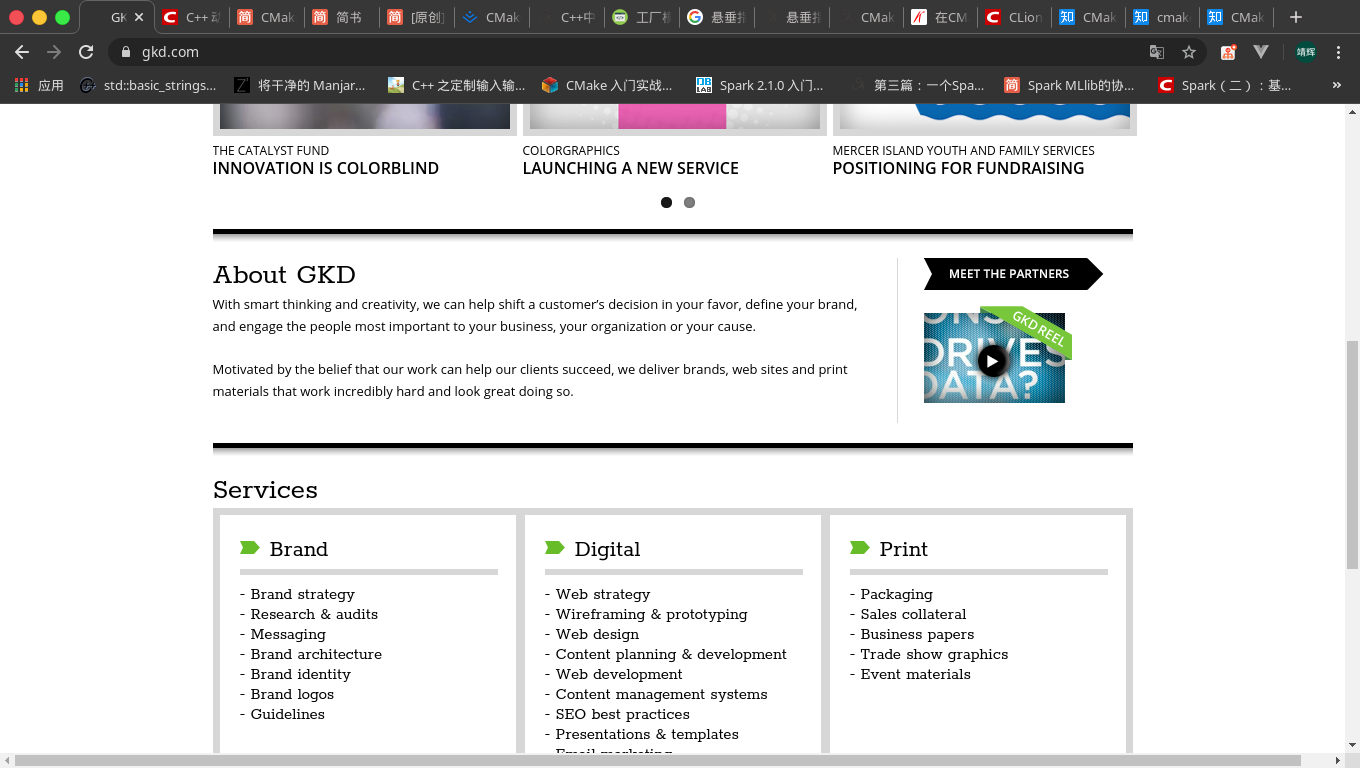 GK
C++ 动
CMak
简书
[原创]
CMak
C++中
工厂模
悬垂指
悬垂指
CMak
在CM
CLion
CMak
cmak
CMak
gkd.com
靖辉
应用
std::basic_strings...
将干净的 Manjar...
C++ 之定制输入输...
CMake 入门实战...
Spark 2.1.0 入门...
第三篇：一个Spa...
Spark MLlib的协...
Spark（二）: 基...
»
THE CATALYST FUND
INNOVATION IS COLORBLIND
COLORGRAPHICS
LAUNCHING A NEW SERVICE
MERCER ISLAND YOUTH AND FAMILY SERVICES
POSITIONING FOR FUNDRAISING
About GKD
With smart thinking and creativity, we can help shift a customer’s decision in your favor, define your brand,
and engage the people most important to your business, your organization or your cause.
Motivated by the belief that our work can help our clients succeed, we deliver brands, web sites and print
materials that work incredibly hard and look great doing so.
MEET THE PARTNERS
GKD REEL
DRIVES
DATA?
Services
Brand
- Brand strategy
- Research & audits
- Messaging
- Brand architecture
- Brand identity
- Brand logos
- Guidelines
Digital
- Web strategy
- Wireframing & prototyping
- Web design
- Content planning & development
- Web development
- Content management systems
- SEO best practices
- Presentations & templates
- Email marketing
Print
- Packaging
- Sales collateral
- Business papers
- Trade show graphics
- Event materials